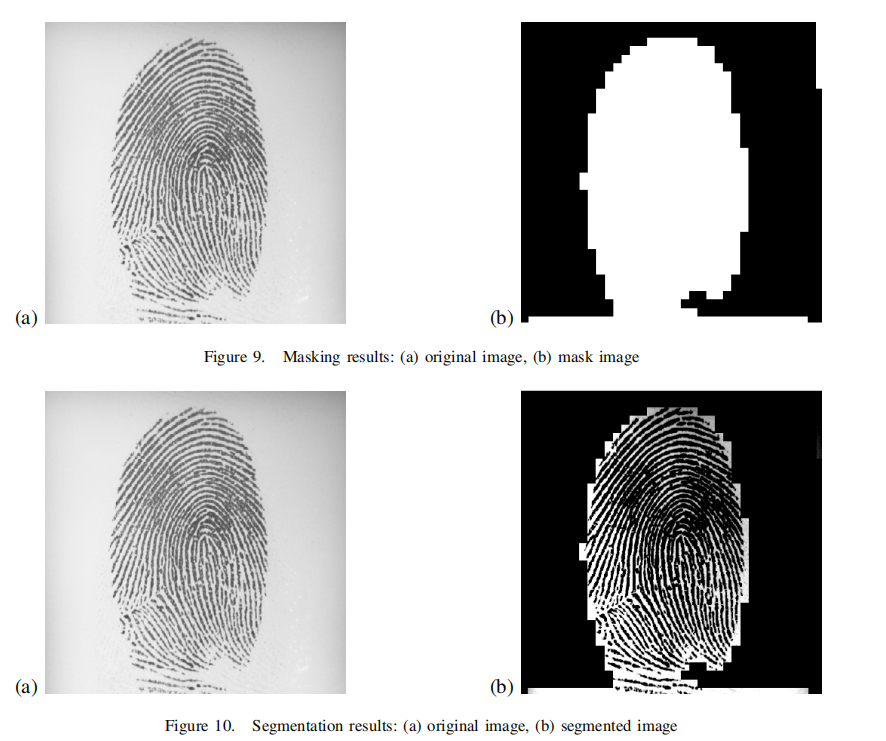 (a)
(b)
Figure 9. Masking results: (a) original image, (b) mask image
(a)
(b)
Figure 10. Segmentation results: (a) original image, (b) segmented image